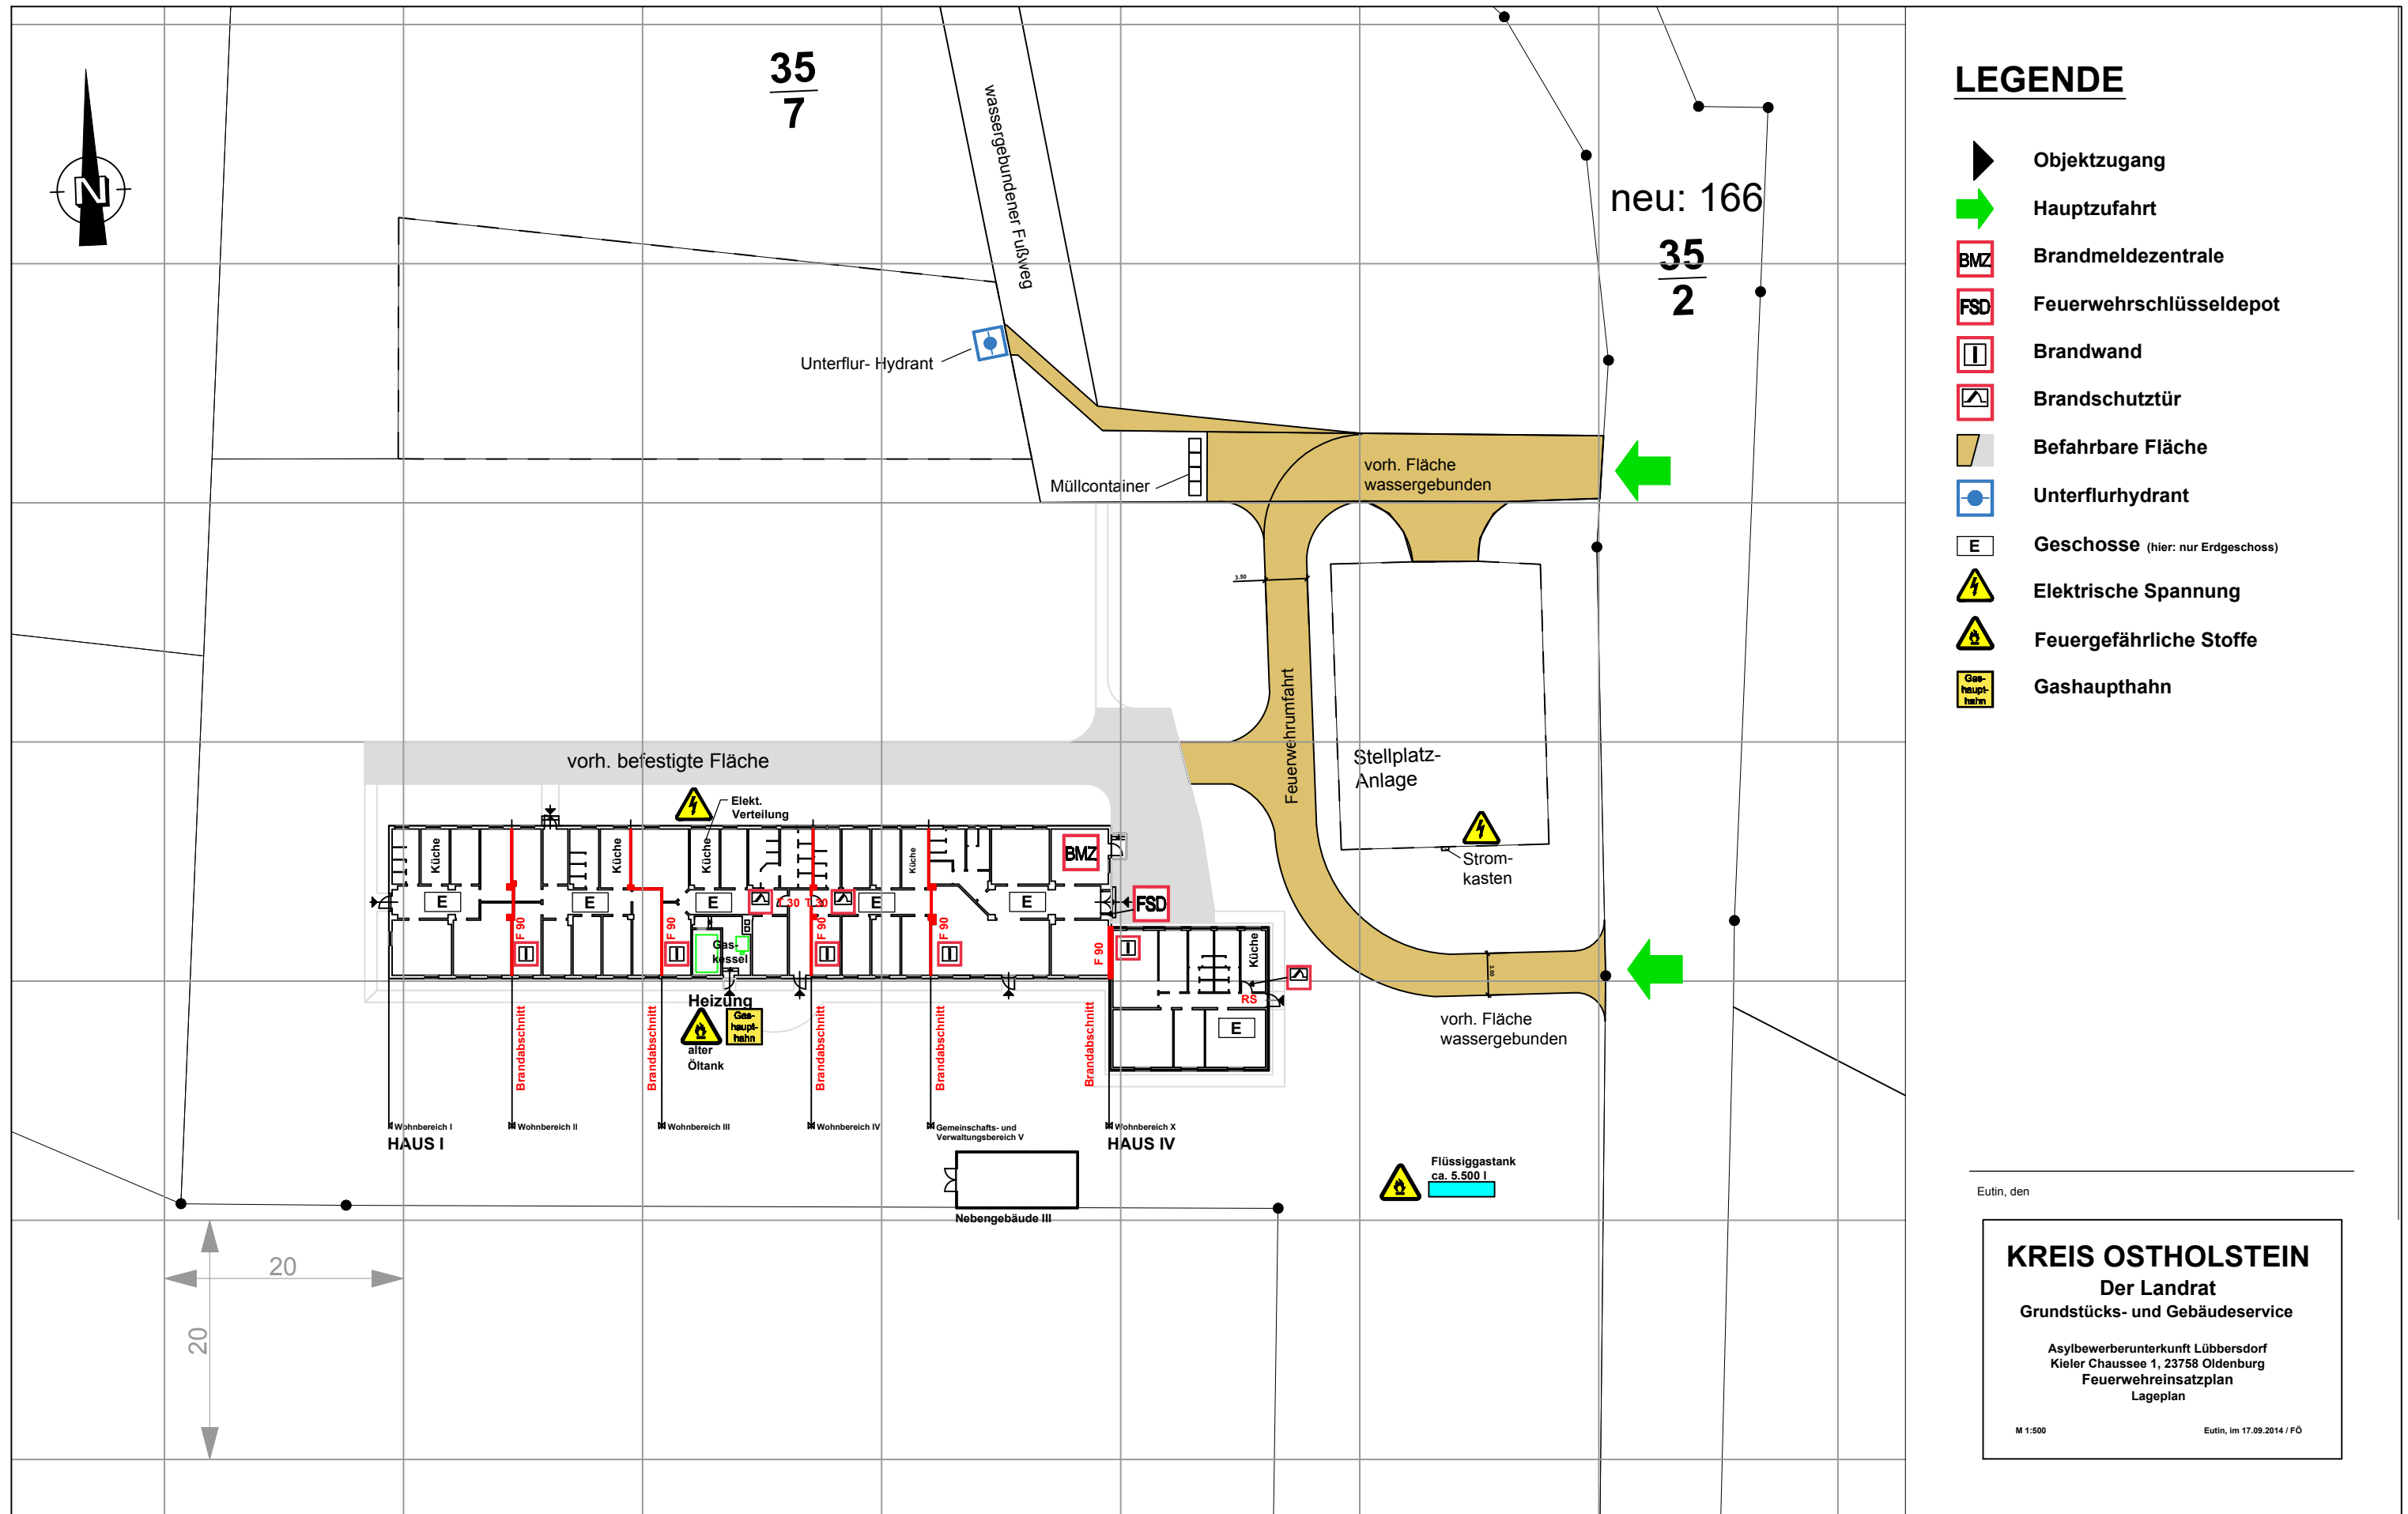 N
35
7
wassergebundener Fußweg
neu: 166
35
2
Unterflur- Hydrant
Müllcontainer
vorh. Fläche
wassergebunden
3.50
Feuerwehrumfahrt
Stellplatz-
Anlage
Strom-
kasten
3.50
vorh. Fläche
wassergebunden
vorh. befestigte Fläche
Elekt.
Verteilung
Küche
Küche
Küche
Küche
BMZ
E
E
E
T 30
T 30
E
E
FSD
F 90
F 90
F 90
F 90
F 90
Gas-
kessel
Küche
RS
E
Heizung
Gas-
haupt-
hahn
alter
Öltank
Brandabschnitt
Brandabschnitt
Brandabschnitt
Brandabschnitt
Brandabschnitt
Wohnbereich I
HAUS I
Wohnbereich II
Wohnbereich III
Wohnbereich IV
Gemeinschafts- und
Verwaltungsbereich V
Wohnbereich X
HAUS IV
Nebengebäude III
Flüssiggastank
ca. 5.500 l
20
20
LEGENDE
Objektzugang
Hauptzufahrt
BMZ Brandmeldezentrale
FSD Feuerwehrschlüsseldepot
Brandwand
Brandschutztür
Befahrbare Fläche
Unterflurhydrant
E Geschosse (hier: nur Erdgeschoss)
Elektrische Spannung
Feuergefährliche Stoffe
Gas-
haupt-
hahn
Gashaupthahn
Eutin, den
KREIS OSTHOLSTEIN
Der Landrat
Grundstücks- und Gebäudeservice
Asylbewerberunterkunft Lübbersdorf
Kieler Chaussee 1, 23758 Oldenburg
Feuerwehreinsatzplan
Lageplan
M 1:500
Eutin, im 17.09.2014 / FÖ